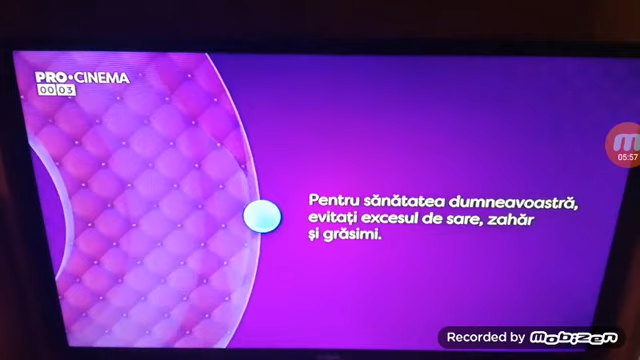 PRO•CINEMA
00:03
05:57
Pentru sănătatea dumneavoastră,
evitați excesul de sare, zahăr
și grăsimi.
Recorded by mobizen